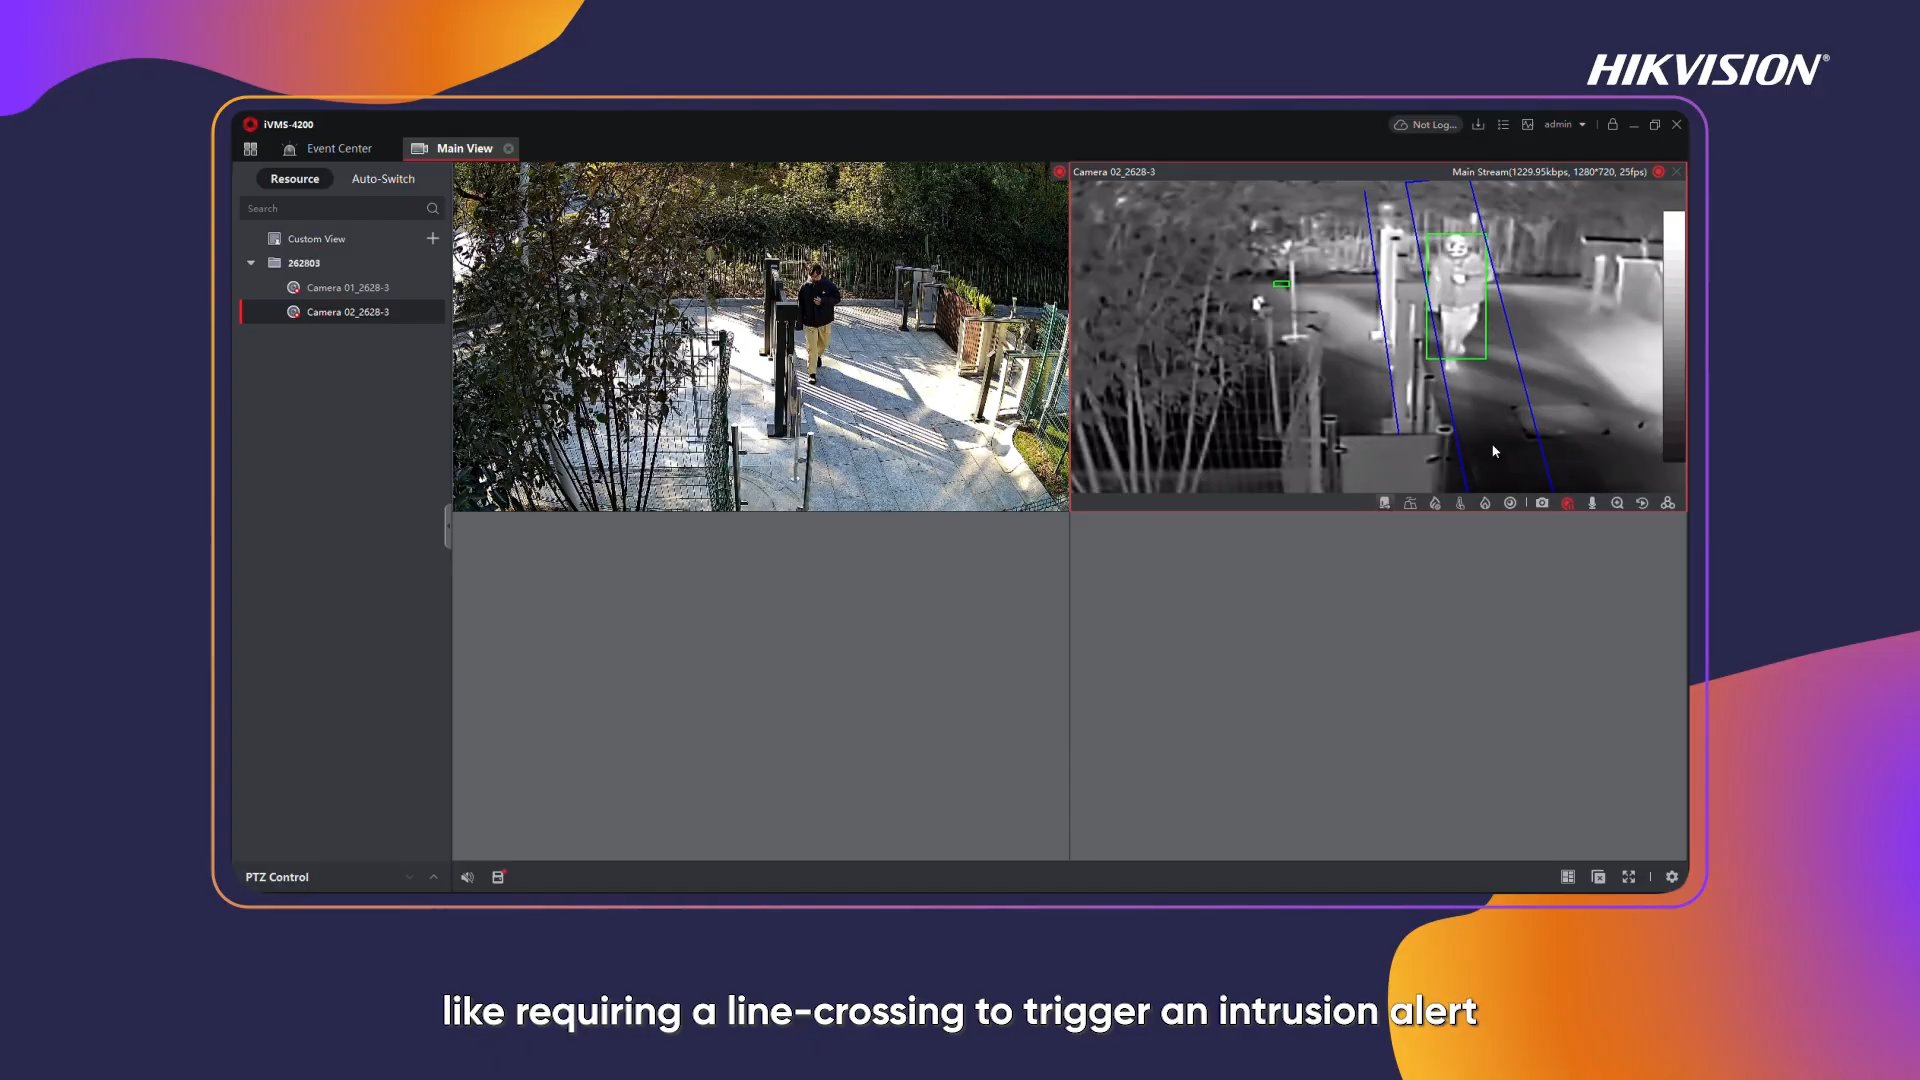 HIKVISION®
iVMS-4200
Not Log...
admin
Event Center
Main View
Resource
Auto-Switch
Search
Custom View
262803
Camera 01_2628-3
Camera 02_2628-3
Camera 02_2628-3
Main Stream(1229.95kbps, 1280*720, 25fps)
PTZ Control
like requiring a line-crossing to trigger an intrusion alert